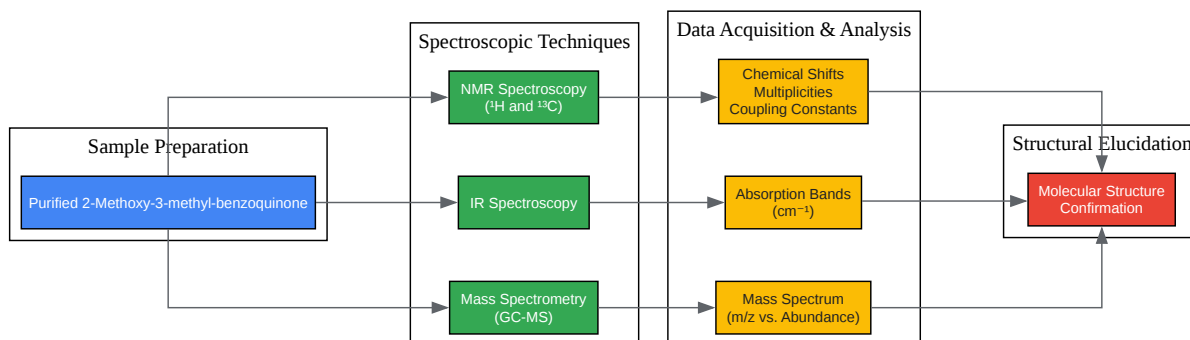 Sample Preparation
Purified 2-Methoxy-3-methyl-benzoquinone
Spectroscopic Techniques
NMR Spectroscopy
(¹H and ¹³C)
IR Spectroscopy
Mass Spectrometry
(GC-MS)
Data Acquisition & Analysis
Chemical Shifts
Multiplicities
Coupling Constants
Absorption Bands
(cm⁻¹)
Mass Spectrum
(m/z vs. Abundance)
Structural Elucidation
Molecular Structure
Confirmation